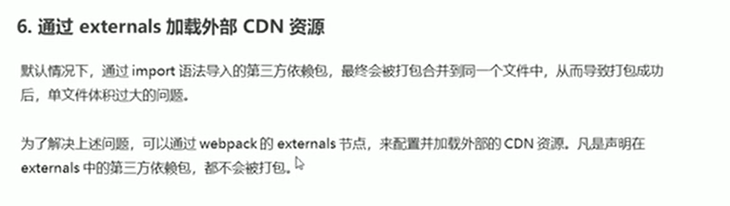 6. 通过 externals 加载外部 CDN 资源
默认情况下，通过 import 语法导入的第三方依赖包，最终会被打包合并到同一个文件中，从而导致打包成功
后，单文件体积过大的问题。
为了解决上述问题，可以通过 webpack 的 externals 节点，来配置并加载外部的 CDN 资源。凡是声明在
externals 中的第三方依赖包，都不会被打包。